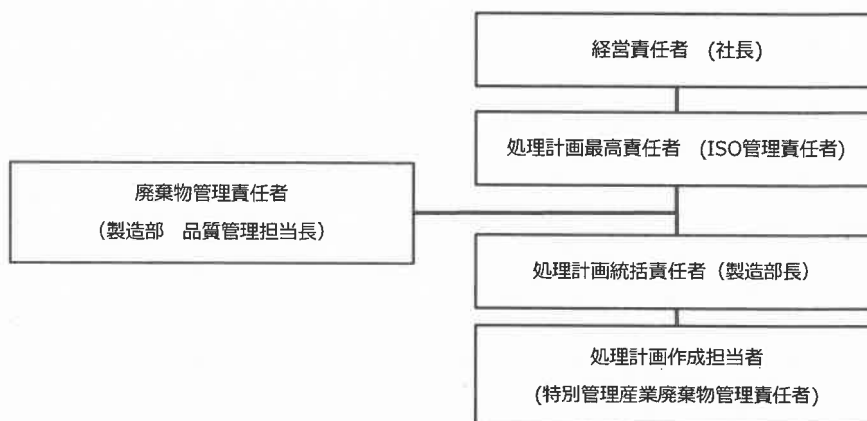 経営責任者　(社長)
処理計画最高責任者　(ISO管理責任者)
廃棄物管理責任者
(製造部　品質管理担当長)
処理計画統括責任者（製造部長）
処理計画作成担当者
(特別管理産業廃棄物管理責任者)